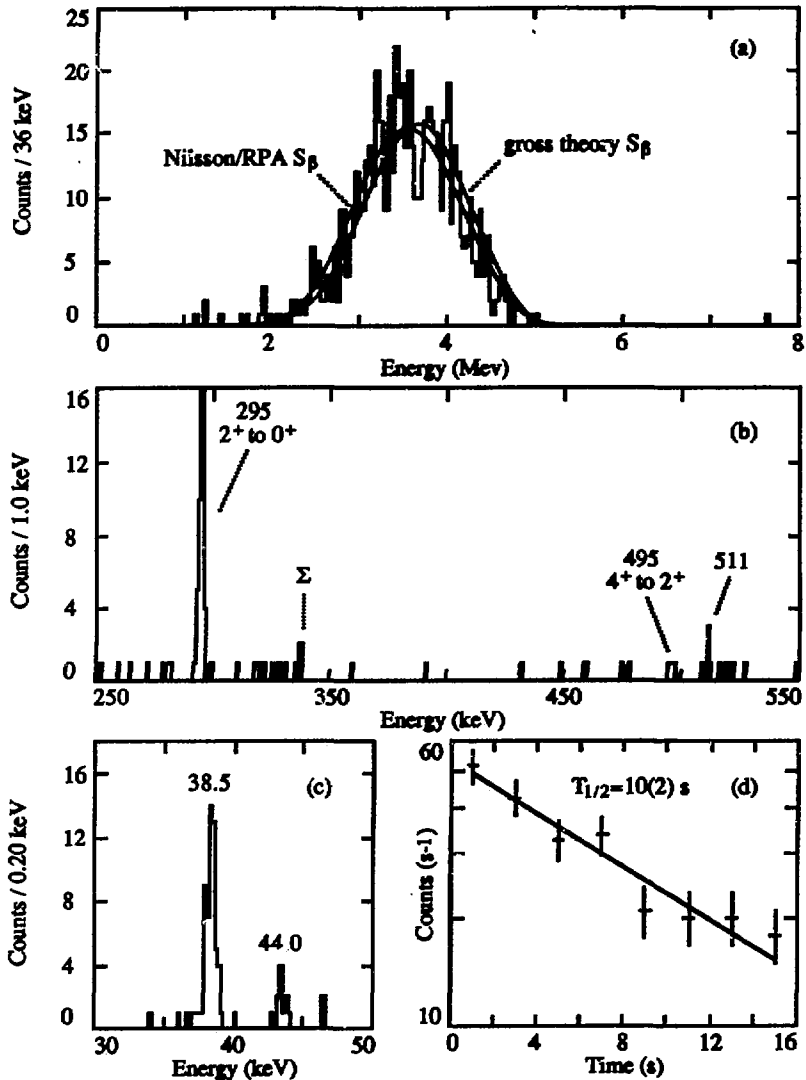 25
20
15
10
5
0
Counts / 36 keV
(a)
Niisson/RPA Sβ
gross theory Sβ
0 2 4 6 8
Energy (Mev)
16
12
8
4
0
Counts / 1.0 keV
(b)
295
2+ to 0+
Σ
495
4+ to 2+
511
250 350 450 550
Energy (keV)
16
12
8
4
0
Counts / 0.20 keV
(c)
38.5
44.0
30 40 50
Energy (keV)
60
10
Counts (s-1)
T1/2=10(2) s
(d)
0 4 8 12 16
Time (s)